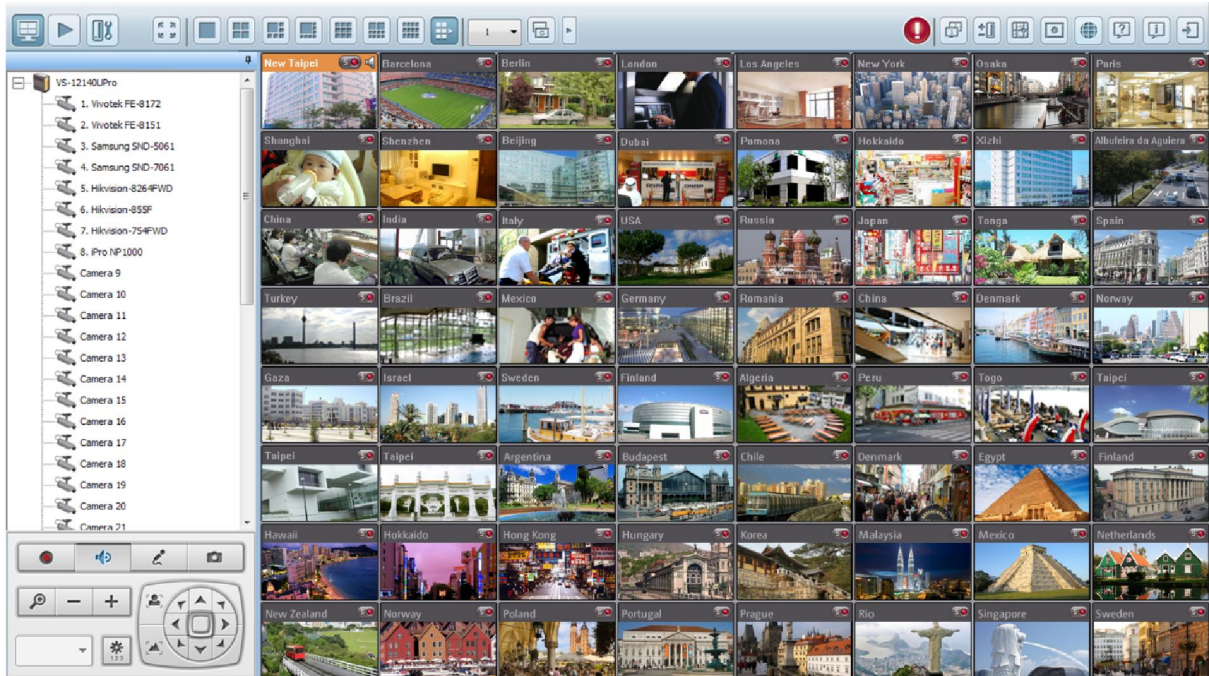 1
VS-12140UPro
1. Vivotek FE-8172
2. Vivotek FE-8151
3. Samsung SND-5061
4. Samsung SND-7061
5. Hikvision-8264FWD
6. Hikvision-855F
7. Hikvision-754FWD
8. iPro NP1000
Camera 9
Camera 10
Camera 11
Camera 12
Camera 13
Camera 14
Camera 15
Camera 16
Camera 17
Camera 18
Camera 19
Camera 20
Camera 21
123
New Taipei Barcelona Berlin London Los Angeles New York Osaka Paris
Shanghai Shenzhen Beijing Dubai Pomona Hokkaido Xizhi Albufeira da Aguiera
China India Italy USA Russia Japan Tonga Spain
Turkey Brazil Mexico Germany Romania China Denmark Norway
Gaza Israel Sweden Finland Algeria Peru Togo Taipei
Taipei Taipei Argentina Budapest Chile Denmark Egypt Finland
Hawaii Hokkaido Hong Kong Hungary Korea Malaysia Mexico Netherlands
New Zealand Norway Poland Portugal Prague Rio Singapore Sweden